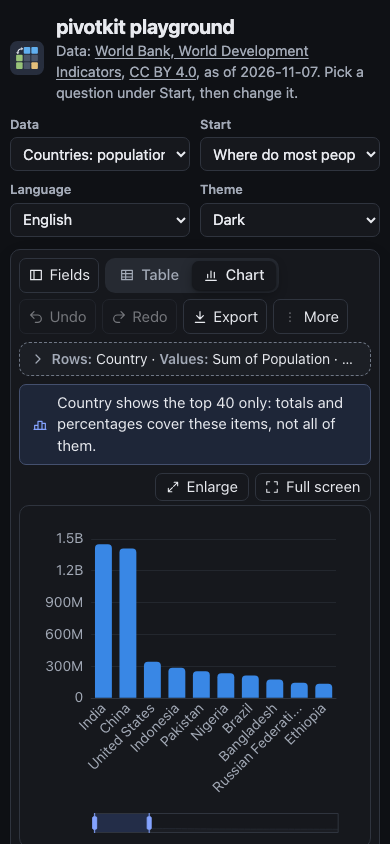 pivotkit playground
Data: World Bank, World Development
Indicators, CC BY 4.0, as of 2026-11-07. Pick a
question under Start, then change it.
Data
Start
Countries: population
Where do most peop
Language
Theme
English
Dark
Fields
Table
Chart
Undo
Redo
Export
More
Rows: Country · Values: Sum of Population · ...
Country shows the top 40 only: totals and
percentages cover these items, not all of
them.
Enlarge
Full screen
1.5B
1.2B
900M
600M
300M
0
India
China
United States
Indonesia
Pakistan
Nigeria
Brazil
Bangladesh
Russian Federati...
Ethiopia